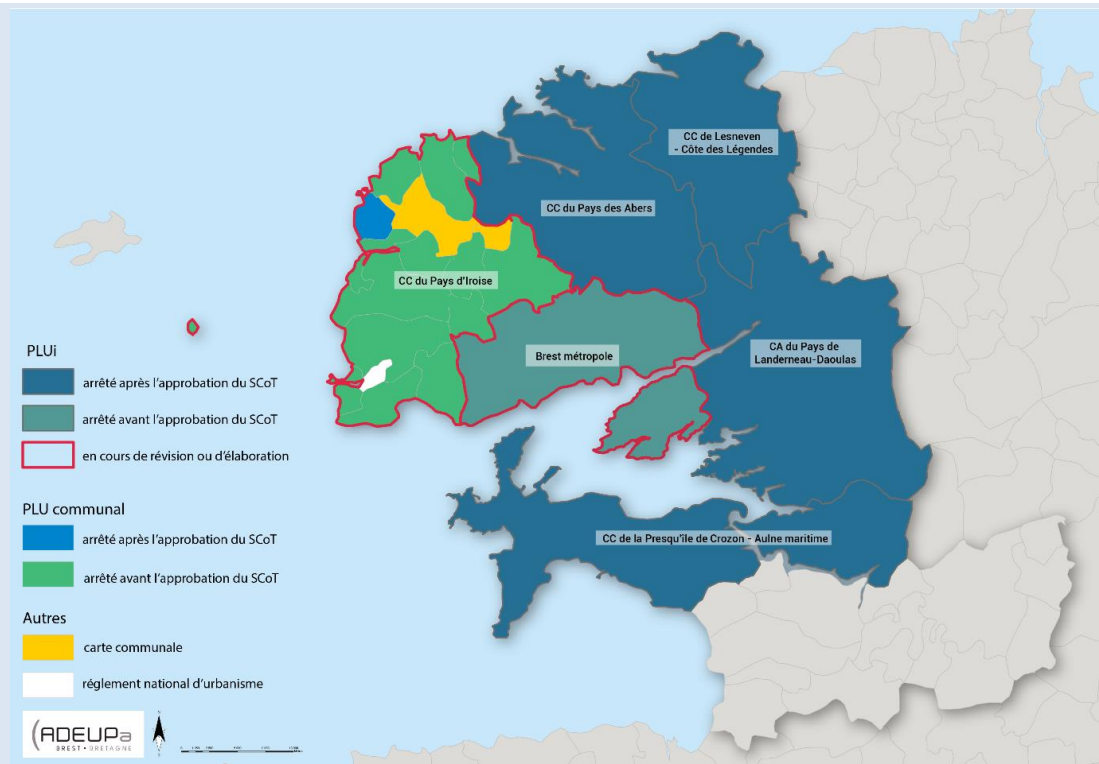 CC de Lesneven
- Côte des Légendes
CC du Pays des Abers
CC du Pays d'Iroise
Brest métropole
CA du Pays de
Landerneau-Daoulas
CC de la Presqu'île de Crozon - Aulne maritime
PLUi
arrêté après l'approbation du SCoT
arrêté avant l'approbation du SCoT
en cours de révision ou d'élaboration
PLU communal
arrêté après l'approbation du SCoT
arrêté avant l'approbation du SCoT
Autres
carte communale
réglement national d'urbanisme
ADEUPa
BREST • BRETAGNE